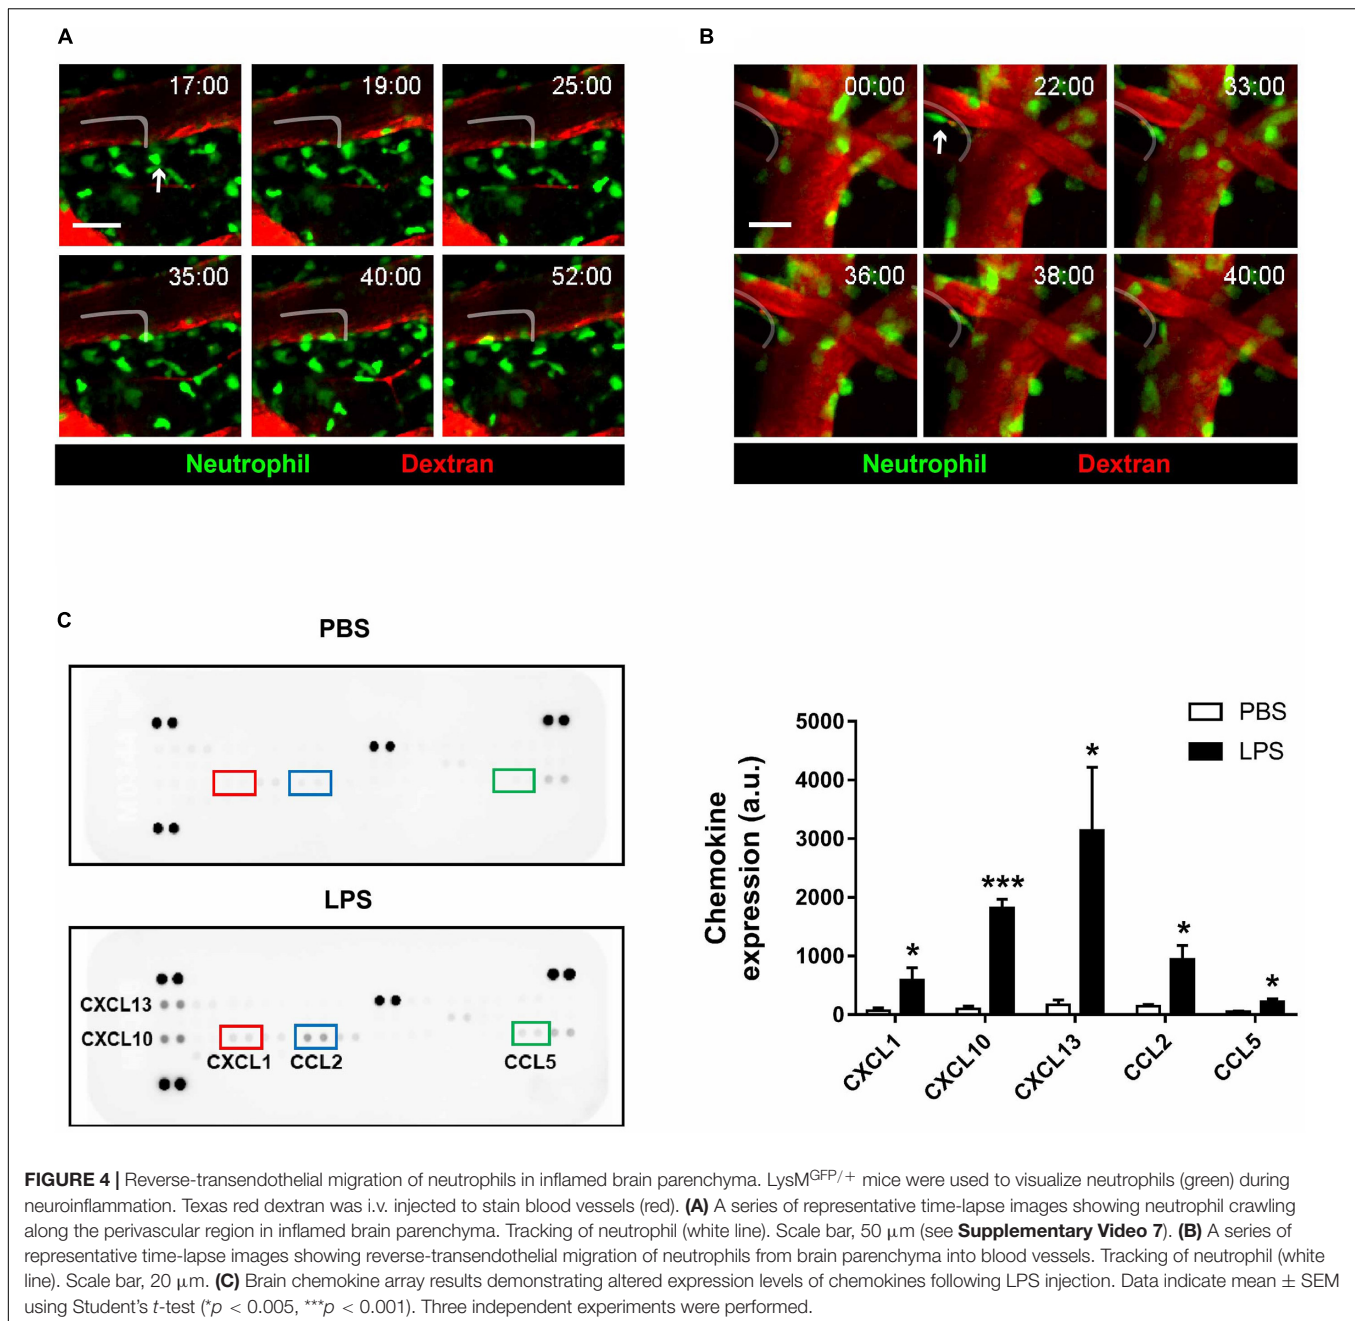 A
17:00
19:00
25:00
35:00
40:00
52:00
Neutrophil Dextran
B
00:00
22:00
33:00
36:00
38:00
40:00
Neutrophil Dextran
C
PBS
LPS
CXCL13
CXCL10
CXCL1
CCL2
CCL5
Chemokine
expression (a.u.)
5000
4000
3000
2000
1000
0
PBS
LPS
*
***
*
*
*
CXCL1
CXCL10
CXCL13
CCL2
CCL5
FIGURE 4 | Reverse-transendothelial migration of neutrophils in inflamed brain parenchyma. LysM^GFP/+ mice were used to visualize neutrophils (green) during
neuroinflammation. Texas red dextran was i.v. injected to stain blood vessels (red). (A) A series of representative time-lapse images showing neutrophil crawling
along the perivascular region in inflamed brain parenchyma. Tracking of neutrophil (white line). Scale bar, 50 μm (see Supplementary Video 7). (B) A series of
representative time-lapse images showing reverse-transendothelial migration of neutrophils from brain parenchyma into blood vessels. Tracking of neutrophil (white
line). Scale bar, 20 μm. (C) Brain chemokine array results demonstrating altered expression levels of chemokines following LPS injection. Data indicate mean ± SEM
using Student's t-test (*p < 0.005, ***p < 0.001). Three independent experiments were performed.